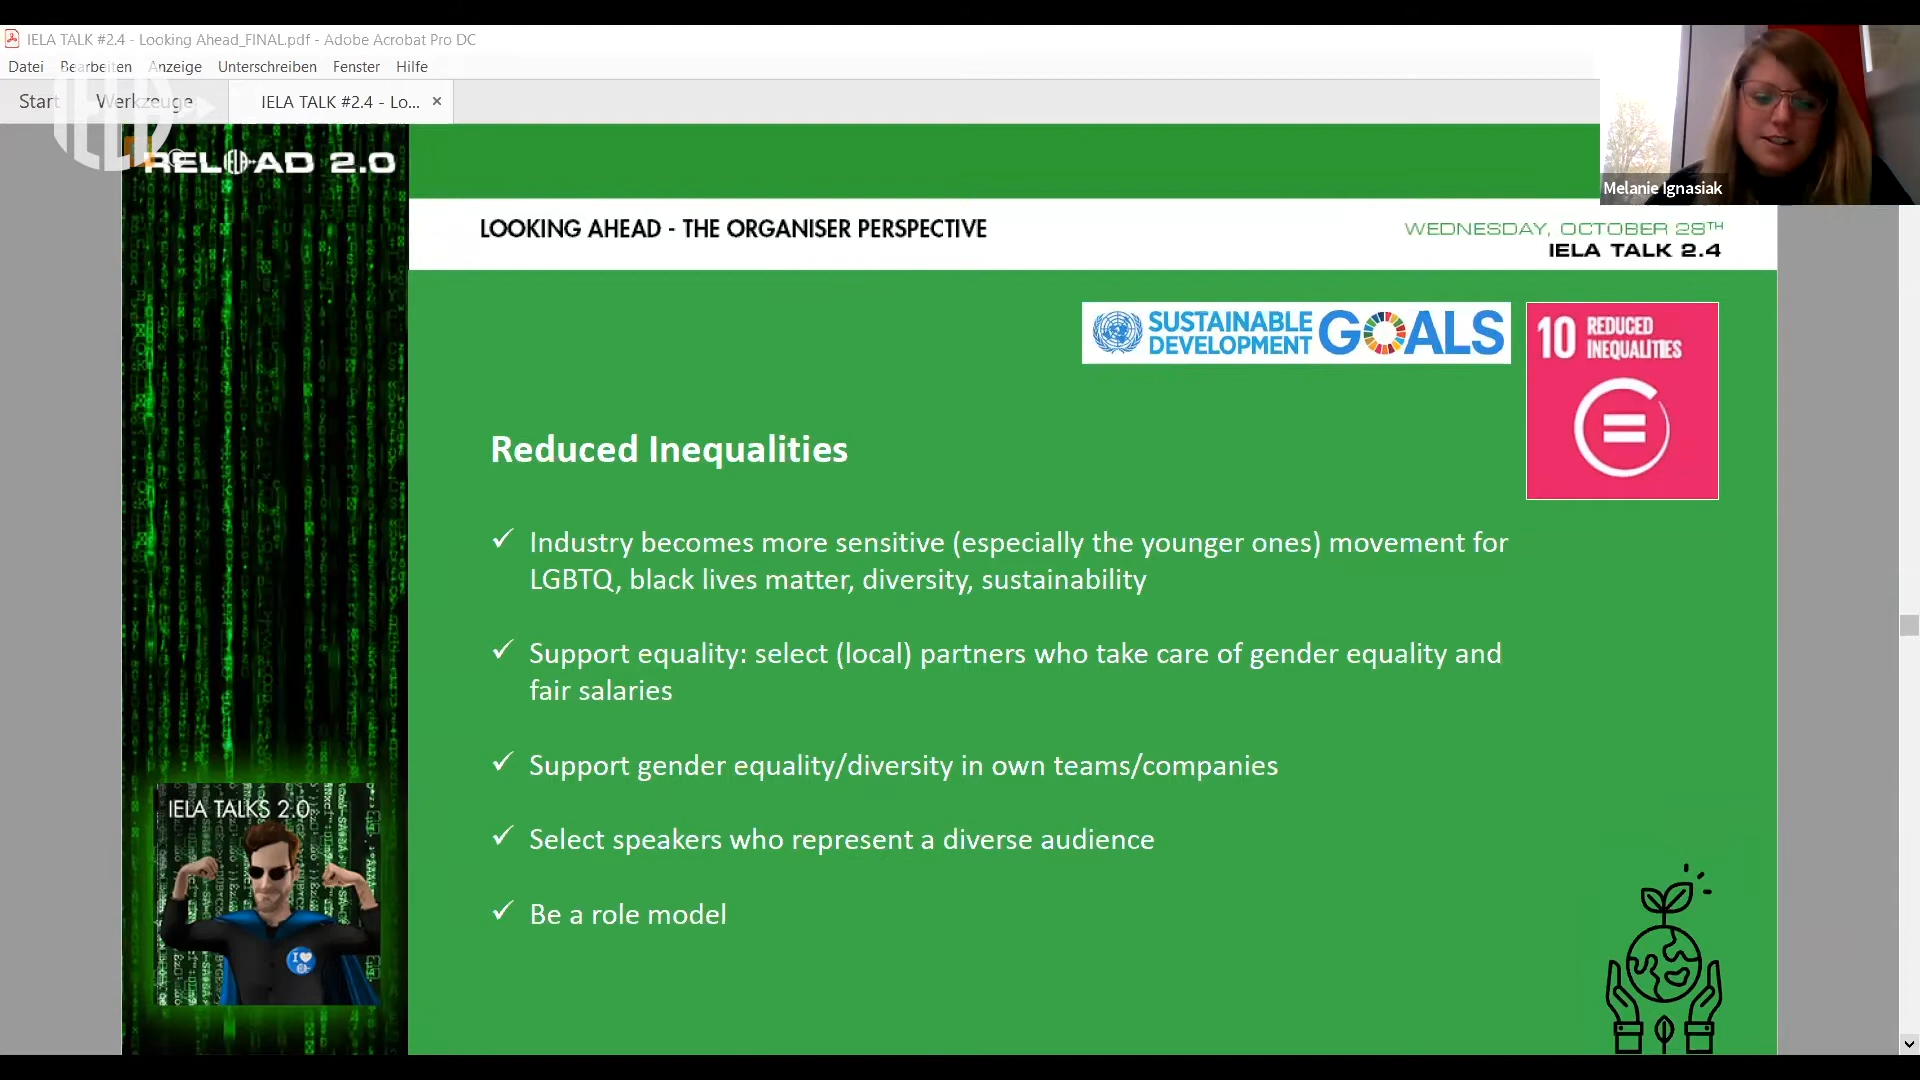 IELA TALK #2.4 - Looking Ahead_FINAL.pdf - Adobe Acrobat Pro DC
Datei Bearbeiten Anzeige Unterschreiben Fenster Hilfe
Start Werkzeuge IELA TALK #2.4 - Lo... ×
IELA
RELOAD 2.0
Melanie Ignasiak
LOOKING AHEAD - THE ORGANISER PERSPECTIVE
WEDNESDAY, OCTOBER 28TH
IELA TALK 2.4
SUSTAINABLE DEVELOPMENT GOALS
10 REDUCED INEQUALITIES
Reduced Inequalities
✓ Industry becomes more sensitive (especially the younger ones) movement for
LGBTQ, black lives matter, diversity, sustainability
✓ Support equality: select (local) partners who take care of gender equality and
fair salaries
✓ Support gender equality/diversity in own teams/companies
✓ Select speakers who represent a diverse audience
✓ Be a role model
IELA TALKS 2.0